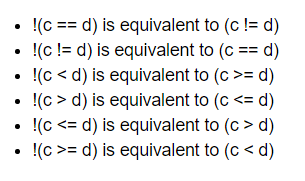 • !(c == d) is equivalent to (c != d)
• !(c != d) is equivalent to (c == d)
• !(c < d) is equivalent to (c >= d)
• !(c > d) is equivalent to (c <= d)
• !(c <= d) is equivalent to (c > d)
• !(c >= d) is equivalent to (c < d)